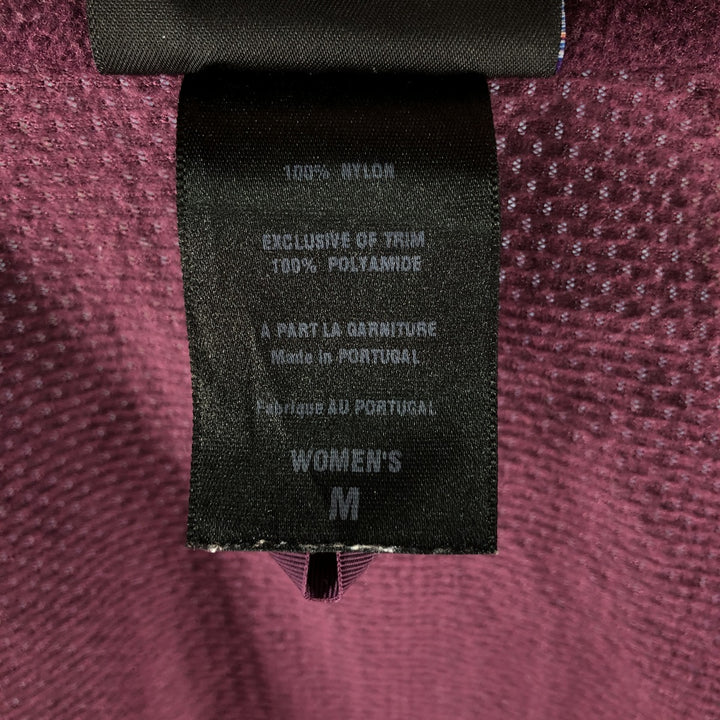 100% NYLON
EXCLUSIVE OF TRIM
100% POLYAMIDE
A PART LA GARNITURE
Made in PORTUGAL
Fabrique AU PORTUGAL
WOMEN'S
M